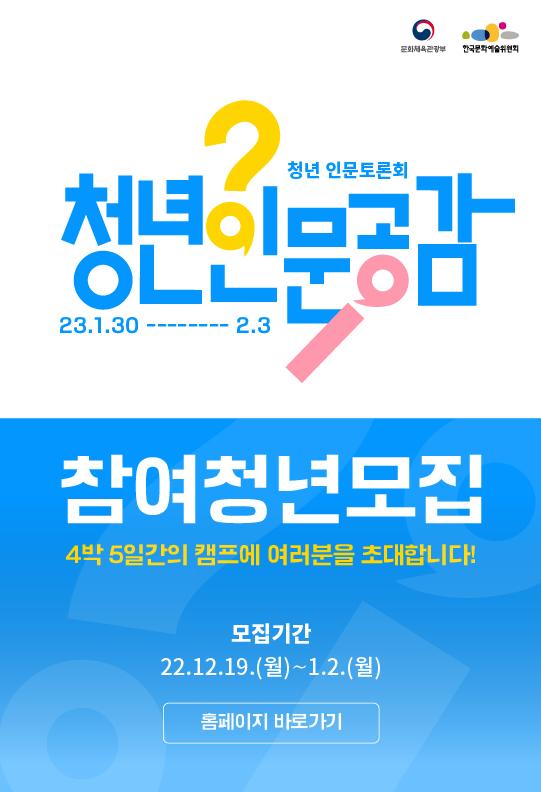 문화체육관광부
한국문화예술위원회
청년 인문토론회
청년인문공감
23.1.30 -------- 2.3
참여청년모집
4박 5일간의 캠프에 여러분을 초대합니다!
모집기간
22.12.19.(월)~1.2.(월)
홈페이지 바로가기